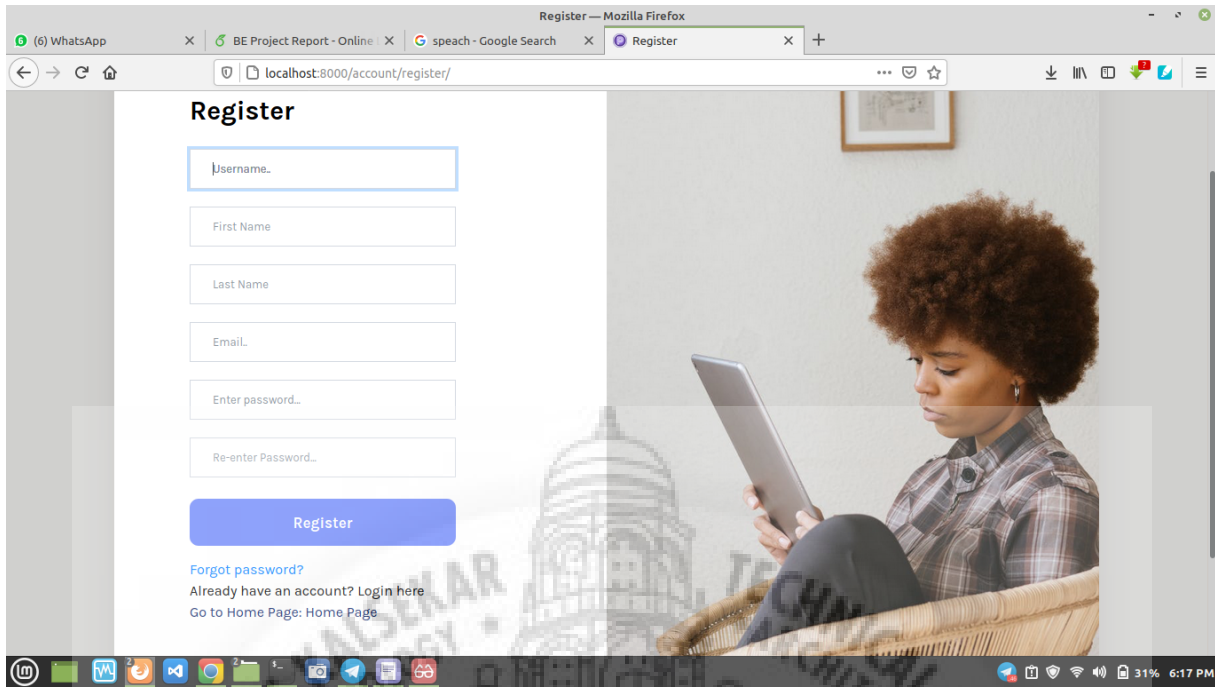 Register — Mozilla Firefox
(6) WhatsApp
BE Project Report - Online
speach - Google Search
Register
localhost:8000/account/register/
Register
Username..
First Name
Last Name
Email..
Enter password...
Re-enter Password...
Register
Forgot password?
Already have an account? Login here
Go to Home Page: Home Page
KALSEKAR
TECHNI
31% 6:17 PM